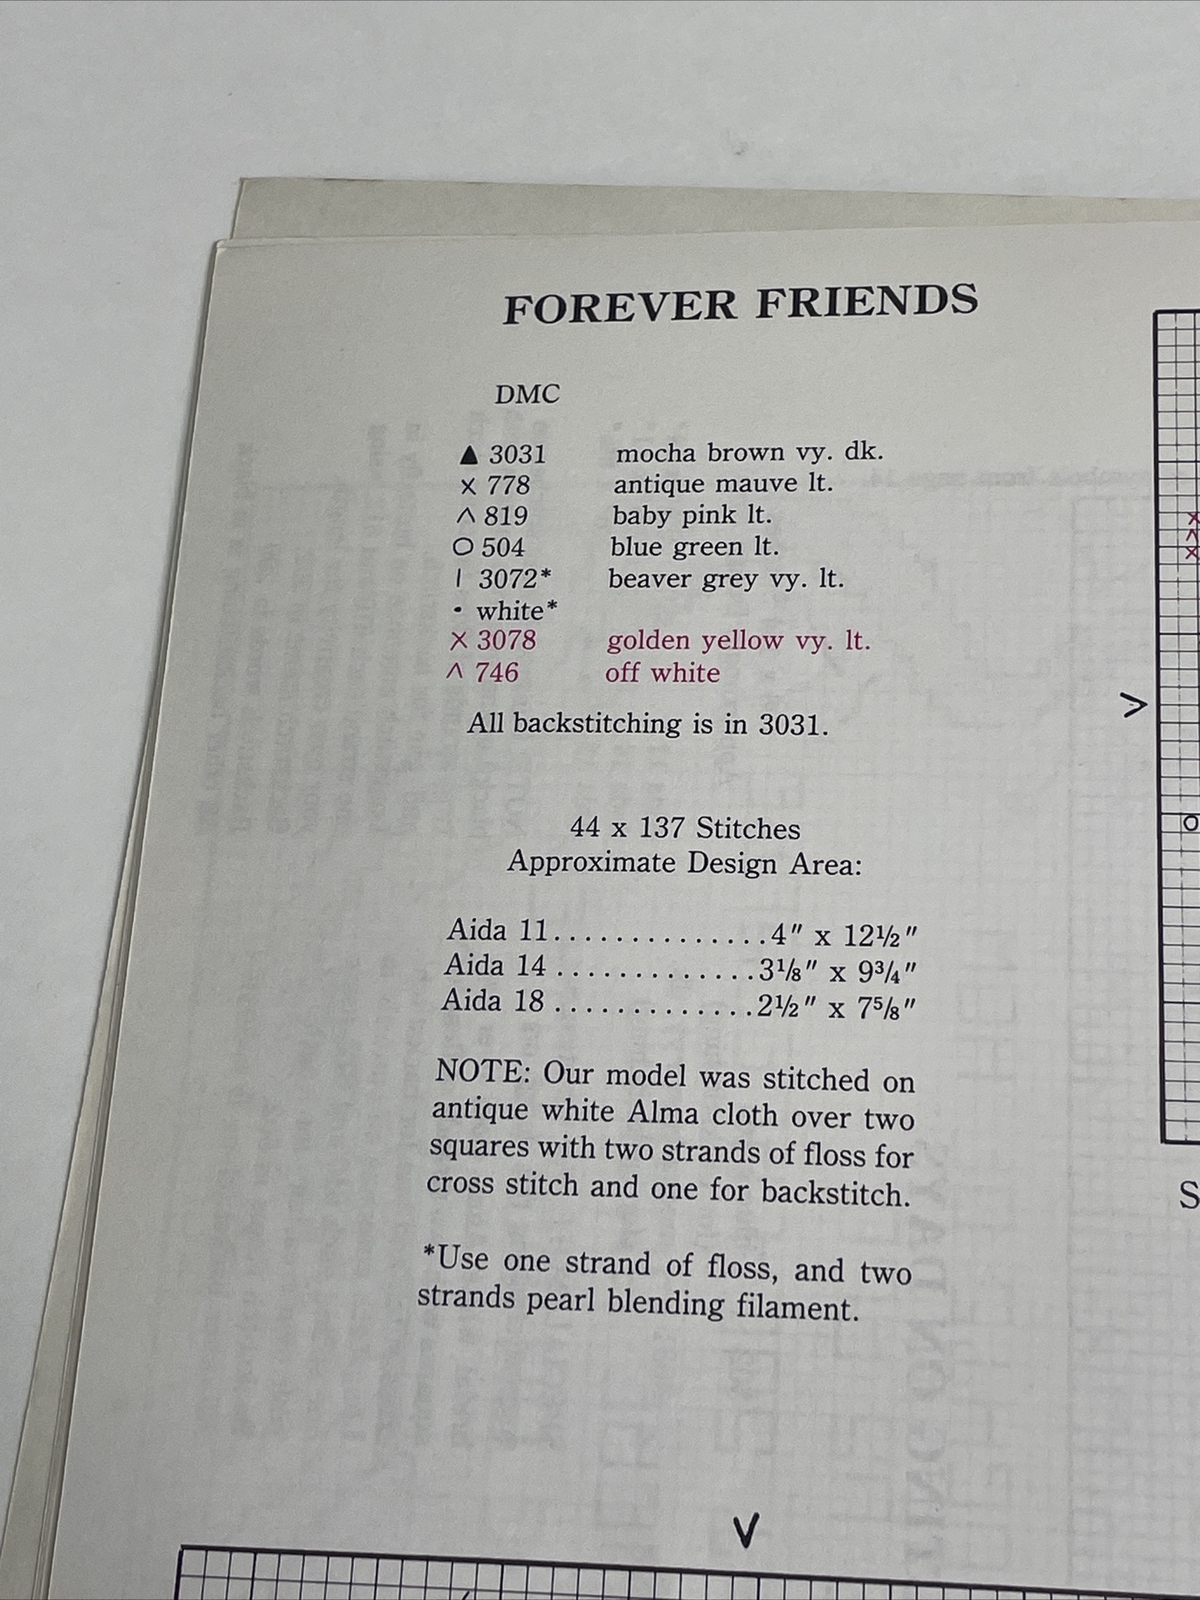 FOREVER FRIENDS
DMC
▲ 3031 mocha brown vy. dk.
X 778 antique mauve lt.
^ 819 baby pink lt.
O 504 blue green lt.
| 3072* beaver grey vy. lt.
• white*
X 3078 golden yellow vy. lt.
^ 746 off white
All backstitching is in 3031.
44 x 137 Stitches
Approximate Design Area:
Aida 11..............4" x 12½"
Aida 14.............3⅛" x 9¾"
Aida 18.............2½" x 7⅝"
NOTE: Our model was stitched on
antique white Alma cloth over two
squares with two strands of floss for
cross stitch and one for backstitch.
*Use one strand of floss, and two
strands pearl blending filament.